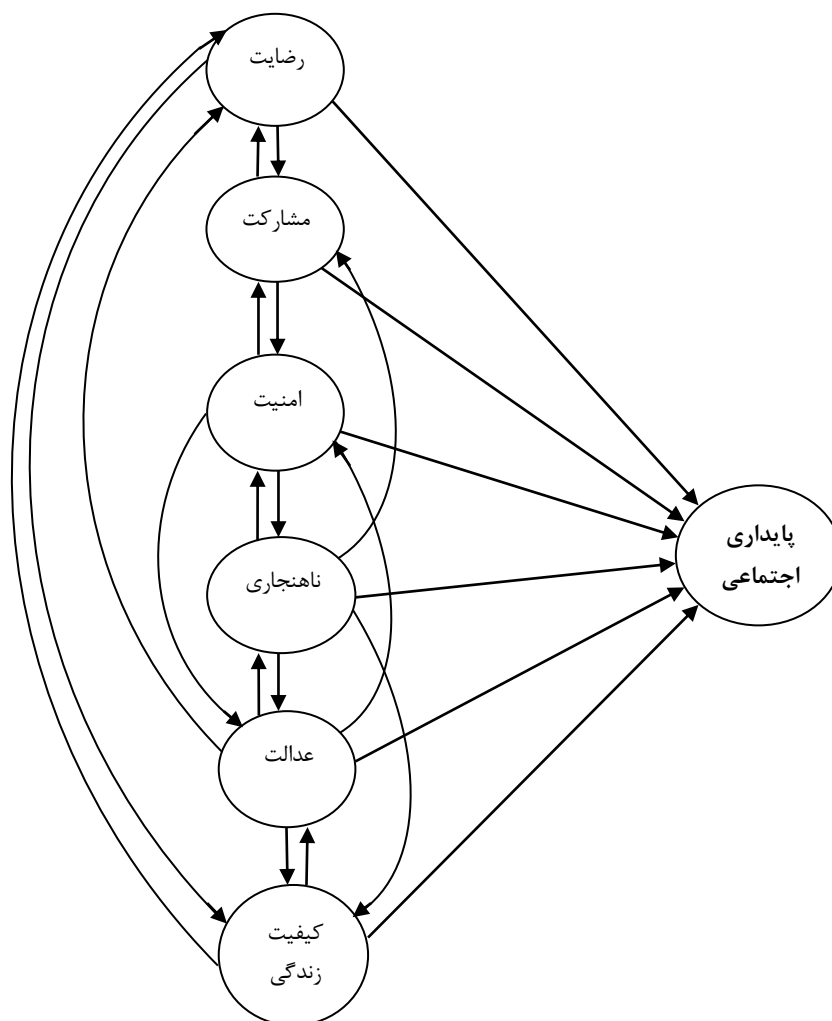 رضایت
مشارکت
امنیت
ناهنجاری
عدالت
کیفیت
زندگی
پایداری
اجتماعی